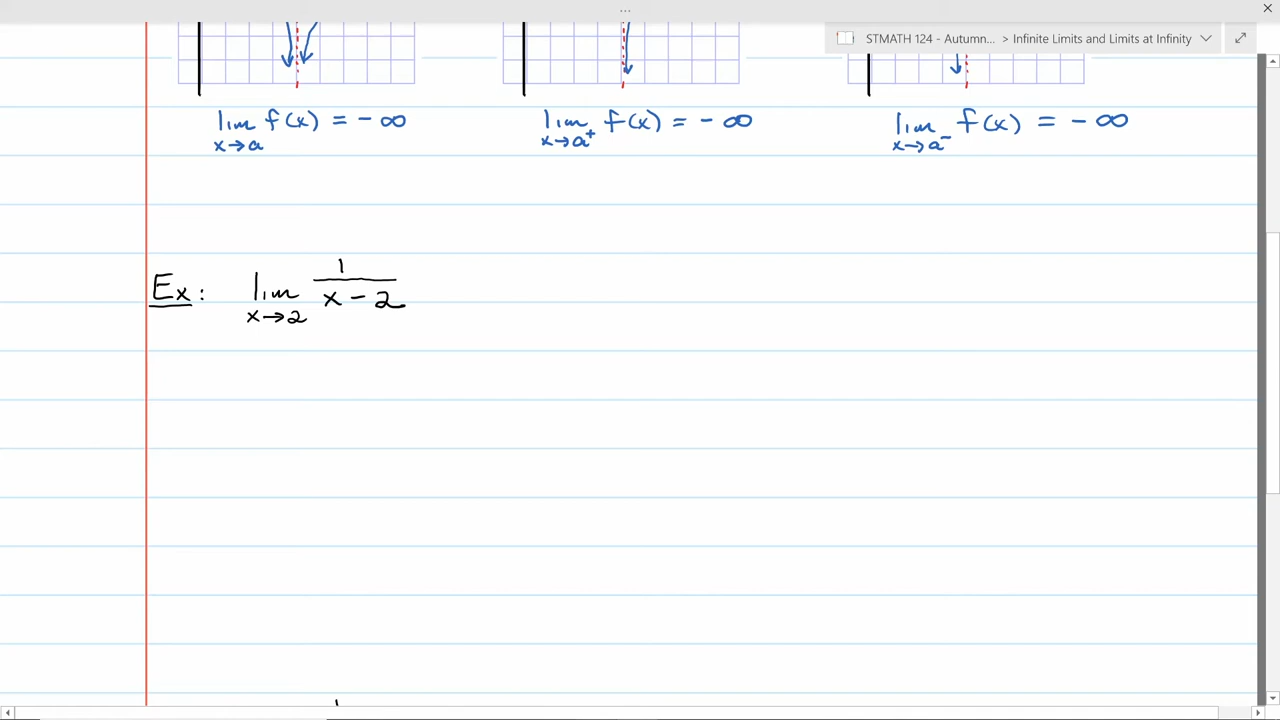 STMATH 124 - Autumn... > Infinite Limits and Limits at Infinity
lim x→a f(x) = -∞
lim x→a⁺ f(x) = -∞
lim x→a⁻ f(x) = -∞
Ex: lim x→2 1/(x-2)